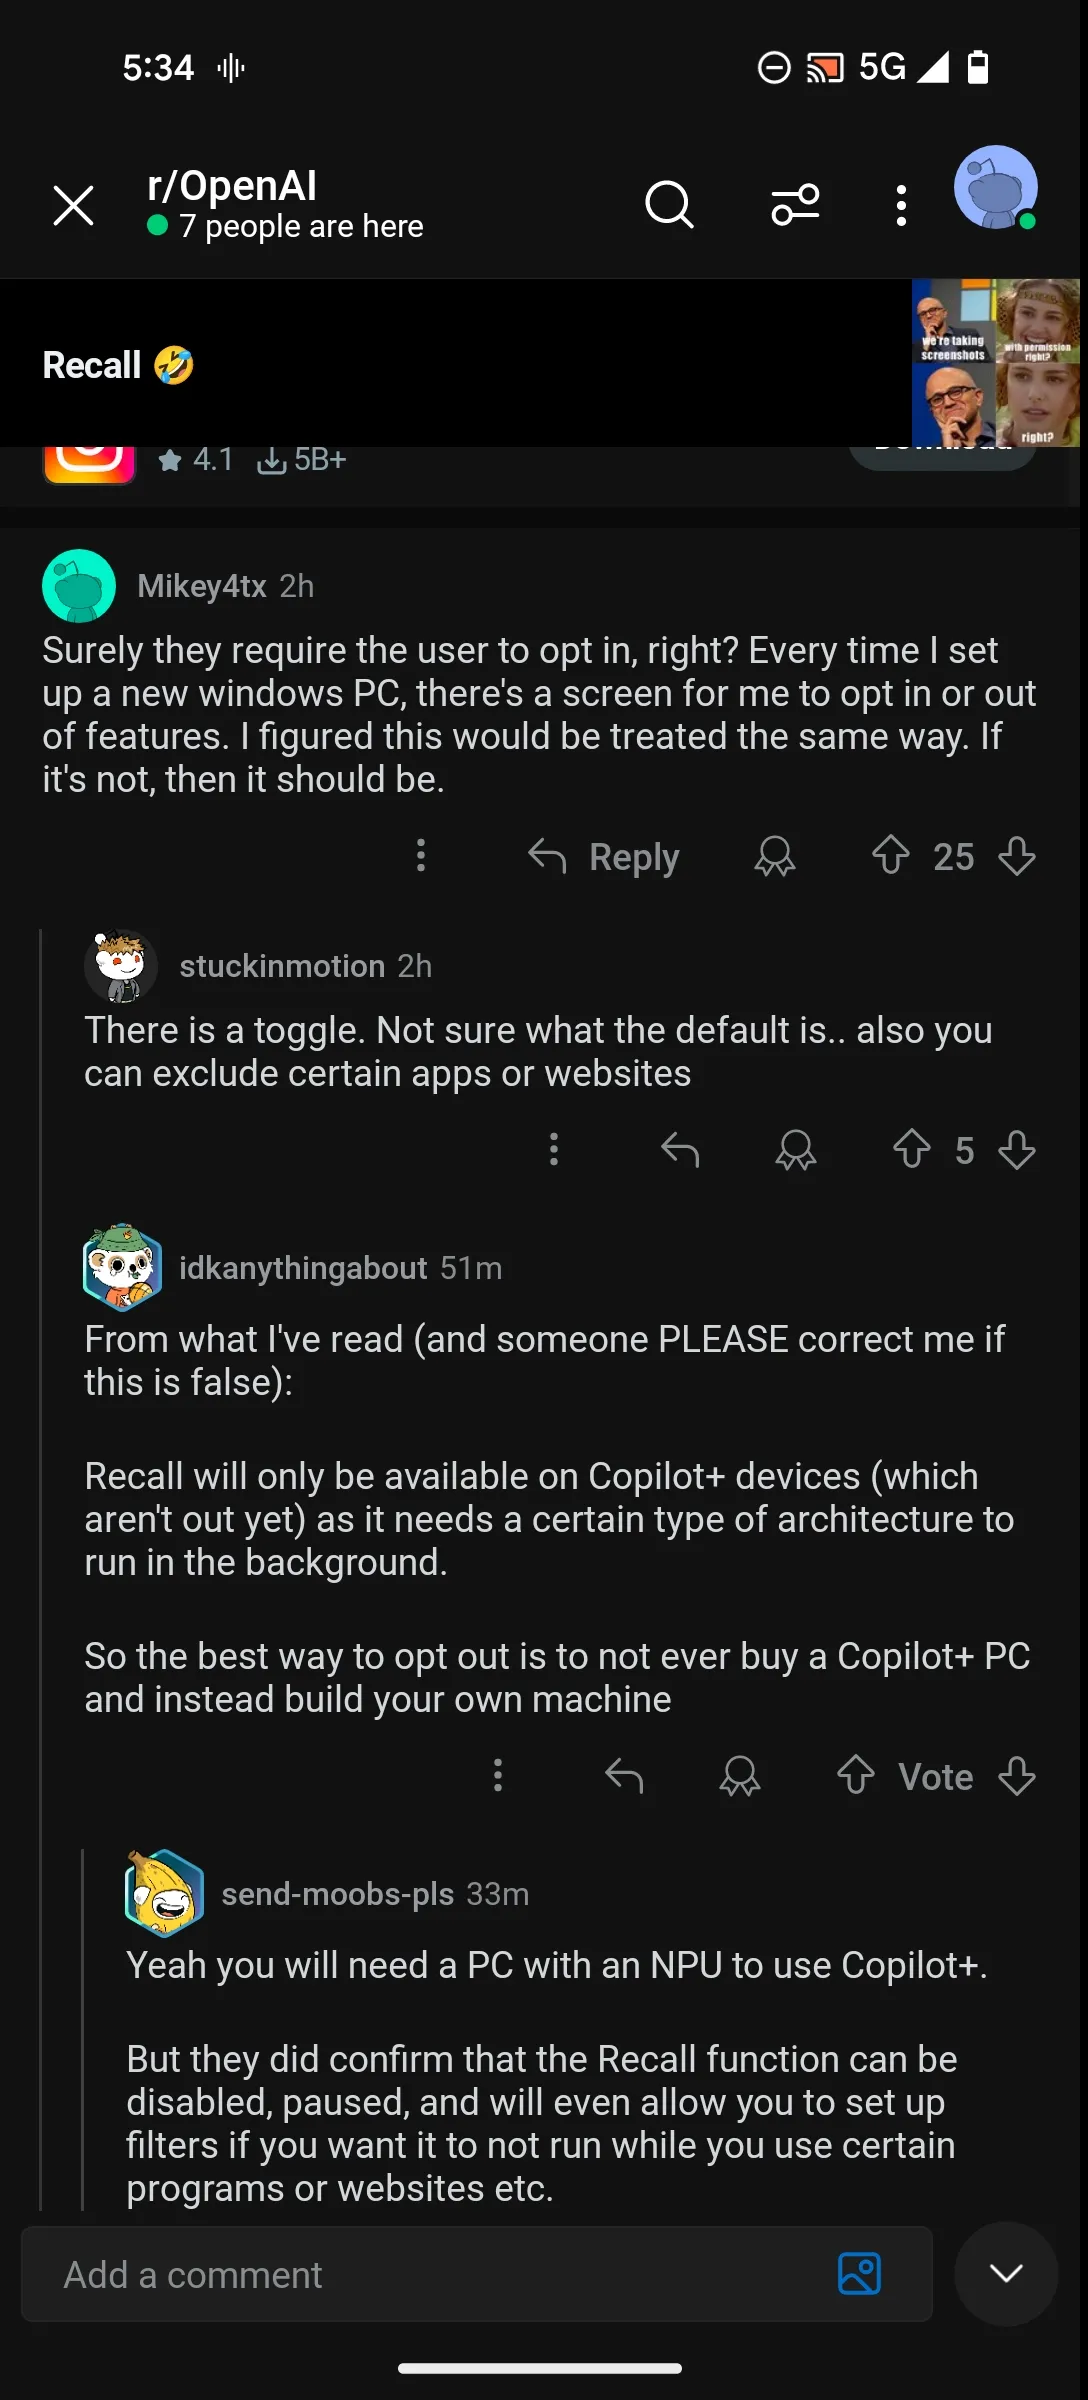 5:34
5G
r/OpenAI
7 people are here
Recall 🤣
we're taking
screenshots
with permission
right?
right?
4.1 5B+
Mikey4tx 2h
Surely they require the user to opt in, right? Every time I set
up a new windows PC, there's a screen for me to opt in or out
of features. I figured this would be treated the same way. If
it's not, then it should be.
Reply 25
stuckinmotion 2h
There is a toggle. Not sure what the default is.. also you
can exclude certain apps or websites
5
idkanythingabout 51m
From what I've read (and someone PLEASE correct me if
this is false):
Recall will only be available on Copilot+ devices (which
aren't out yet) as it needs a certain type of architecture to
run in the background.
So the best way to opt out is to not ever buy a Copilot+ PC
and instead build your own machine
Vote
send-moobs-pls 33m
Yeah you will need a PC with an NPU to use Copilot+.
But they did confirm that the Recall function can be
disabled, paused, and will even allow you to set up
filters if you want it to not run while you use certain
programs or websites etc.
Add a comment